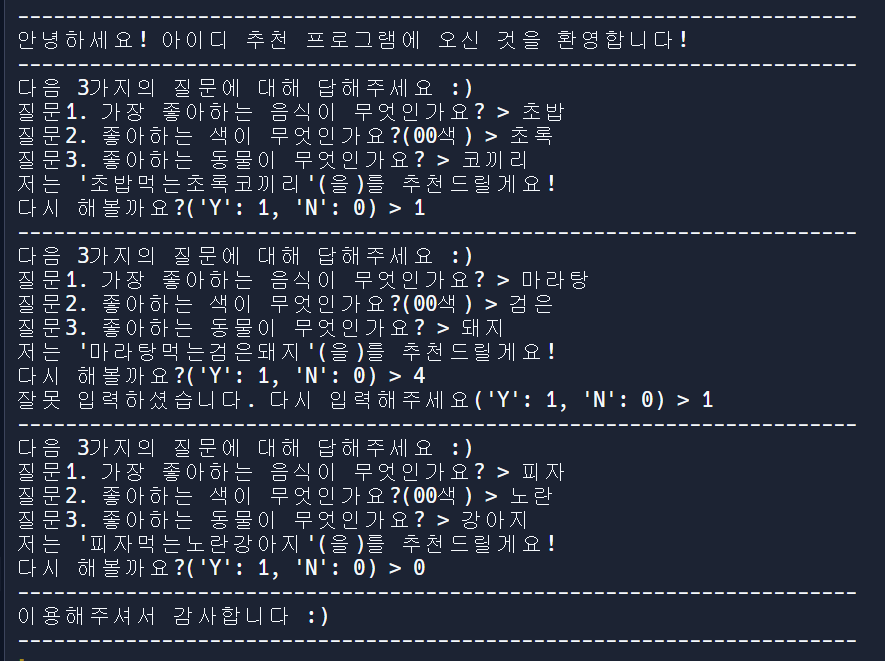 ----------------------------------------------------------------------
안녕하세요! 아이디 추천 프로그램에 오신 것을 환영합니다!
----------------------------------------------------------------------
다음 3가지의 질문에 대해 답해주세요 :)
질문1. 가장 좋아하는 음식이 무엇인가요? > 초밥
질문2. 좋아하는 색이 무엇인가요?(00색) > 초록
질문3. 좋아하는 동물이 무엇인가요? > 코끼리
저는 '초밥먹는초록코끼리'(을)를 추천드릴게요!
다시 해볼까요?('Y': 1, 'N': 0) > 1
----------------------------------------------------------------------
다음 3가지의 질문에 대해 답해주세요 :)
질문1. 가장 좋아하는 음식이 무엇인가요? > 마라탕
질문2. 좋아하는 색이 무엇인가요?(00색) > 검은
질문3. 좋아하는 동물이 무엇인가요? > 돼지
저는 '마라탕먹는검은돼지'(을)를 추천드릴게요!
다시 해볼까요?('Y': 1, 'N': 0) > 4
잘못 입력하셨습니다. 다시 입력해주세요('Y': 1, 'N': 0) > 1
----------------------------------------------------------------------
다음 3가지의 질문에 대해 답해주세요 :)
질문1. 가장 좋아하는 음식이 무엇인가요? > 피자
질문2. 좋아하는 색이 무엇인가요?(00색) > 노란
질문3. 좋아하는 동물이 무엇인가요? > 강아지
저는 '피자먹는노란강아지'(을)를 추천드릴게요!
다시 해볼까요?('Y': 1, 'N': 0) > 0
----------------------------------------------------------------------
이용해주셔서 감사합니다 :)
----------------------------------------------------------------------